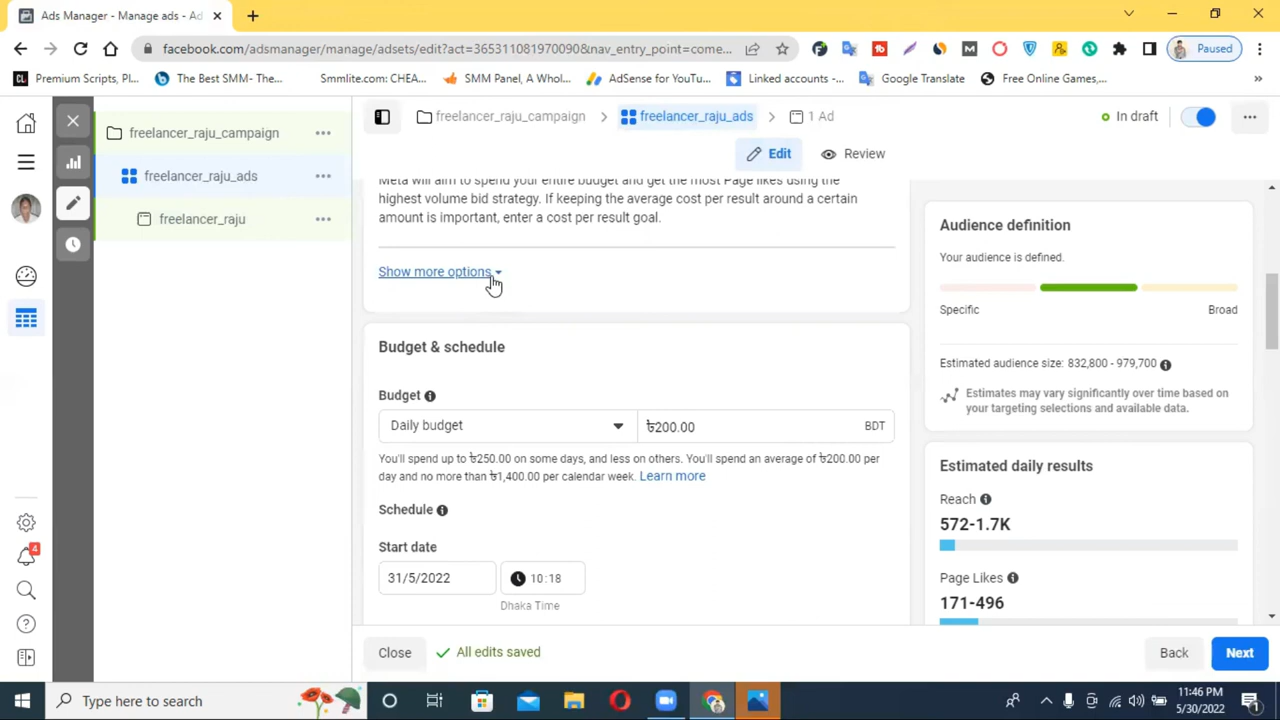 Ads Manager - Manage ads - Ad
facebook.com/adsmanager/manage/adsets/edit?act=3653110819700908&nav_entry_point=come...
Paused
Premium Scripts, Pl...
The Best SMM- The...
Smmlite.com: CHEA...
SMM Panel, A Whol...
AdSense for YouTu...
Linked accounts -...
Google Translate
Free Online Games,...
freelancer_raju_campaign
freelancer_raju_ads
freelancer_raju
freelancer_raju_campaign
freelancer_raju_ads
1 Ad
In draft
Edit
Review
Meta will aim to spend your entire budget and get the most Page likes using the
highest volume bid strategy. If keeping the average cost per result around a certain
amount is important, enter a cost per result goal.
Show more options
Budget & schedule
Budget
Daily budget
৳200.00
BDT
You'll spend up to ৳250.00 on some days, and less on others. You'll spend an average of ৳200.00 per
day and no more than ৳1,400.00 per calendar week. Learn more
Schedule
Start date
31/5/2022
10:18
Dhaka Time
Audience definition
Your audience is defined.
Specific
Broad
Estimated audience size: 832,800 - 979,700
Estimates may vary significantly over time based on
your targeting selections and available data.
Estimated daily results
Reach
572-1.7K
Page Likes
171-496
4
Close
All edits saved
Back
Next
Type here to search
11:46 PM
5/30/2022
1